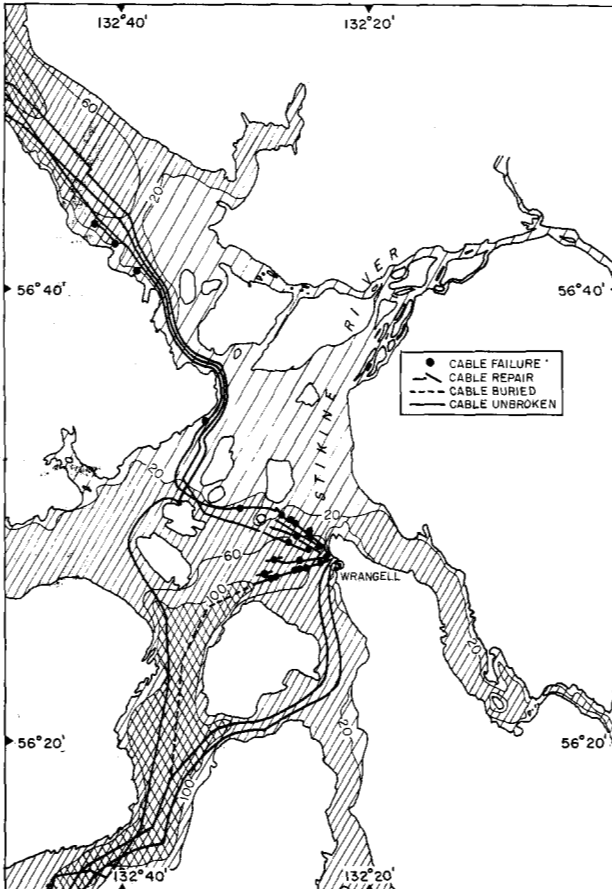 132°40'
132°20'
60
20
56°40'
56°40'
RIVER
CABLE FAILURE
CABLE REPAIR
CABLE BURIED
CABLE UNBROKEN
STIKINE
20
20
60
WRANGELL
100
20
20
56°20'
56°20'
100
132°40'
132°20'